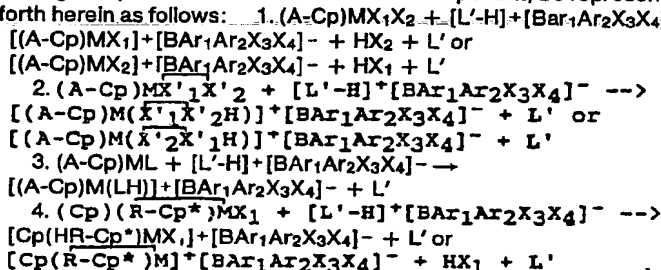 forth herein as follows: 1. (A-Cp)MX₁X₂ + [L'-H]+[Bar₁Ar₂X₃X₄
[(A-Cp)MX₁]+[BAr₁Ar₂X₃X₄]- + HX₂ + L' or
[(A-Cp)MX₂]+[BAr₁Ar₂X₃X₄]- + HX₁ + L'
2. (A-Cp)MX'₁X'₂ + [L'-H]⁺[BAr₁Ar₂X₃X₄]⁻ -->
[(A-Cp)M(X'₁X'₂H)]⁺[BAr₁Ar₂X₃X₄]⁻ + L' or
[(A-Cp)M(X'₂X'₁H)]⁺[BAr₁Ar₂X₃X₄]⁻ + L'
3. (A-Cp)ML + [L'-H]+[BAr₁Ar₂X₃X₄]- →
[(A-Cp)M(LH)]+[BAr₁Ar₂X₃X₄]- + L'
4. (Cp)(R-Cp*)MX₁ + [L'-H]⁺[BAr₁Ar₂X₃X₄]⁻ -->
[Cp(HR-Cp*)MX₁]+[BAr₁Ar₂X₃X₄]- + L' or
[Cp(R-Cp*)M]⁺[BAr₁Ar₂X₃X₄]⁻ + HX₁ + L'